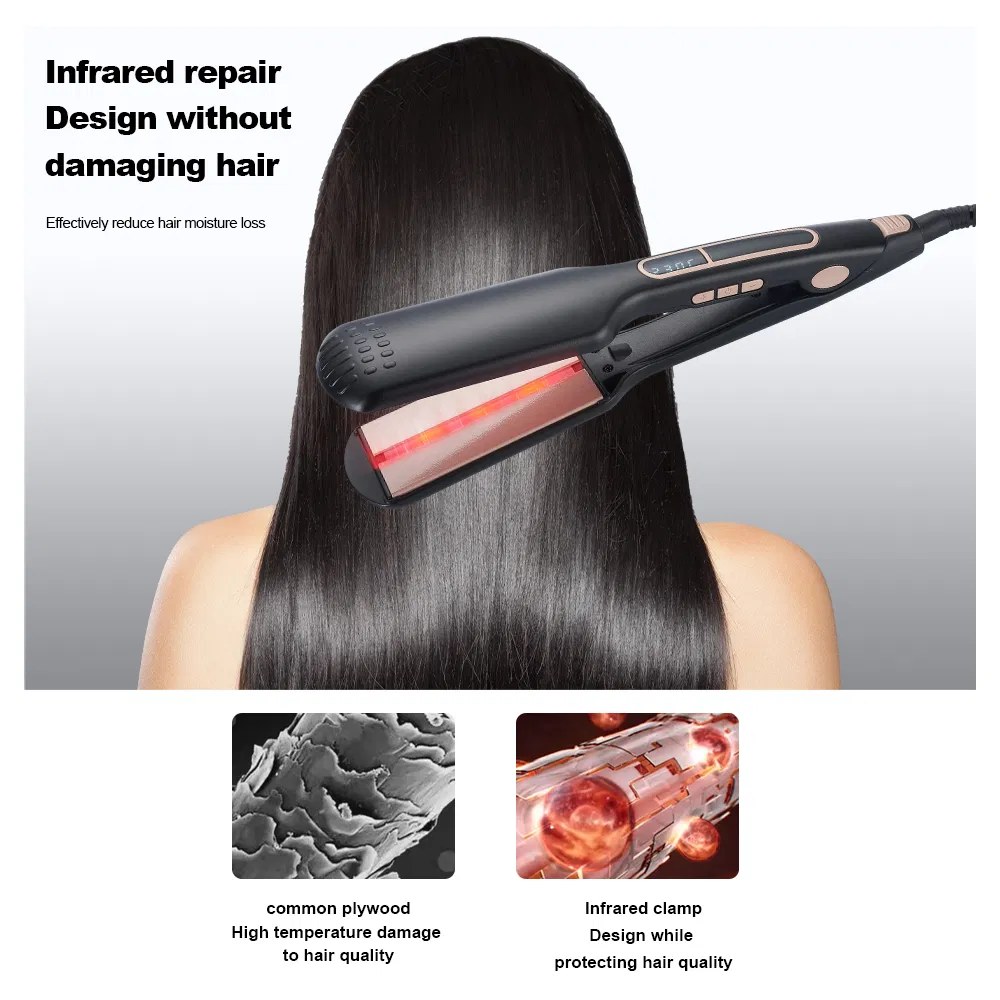 Infrared repair
Design without
damaging hair
Effectively reduce hair moisture loss
common plywood
High temperature damage
to hair quality
Infrared clamp
Design while
protecting hair quality